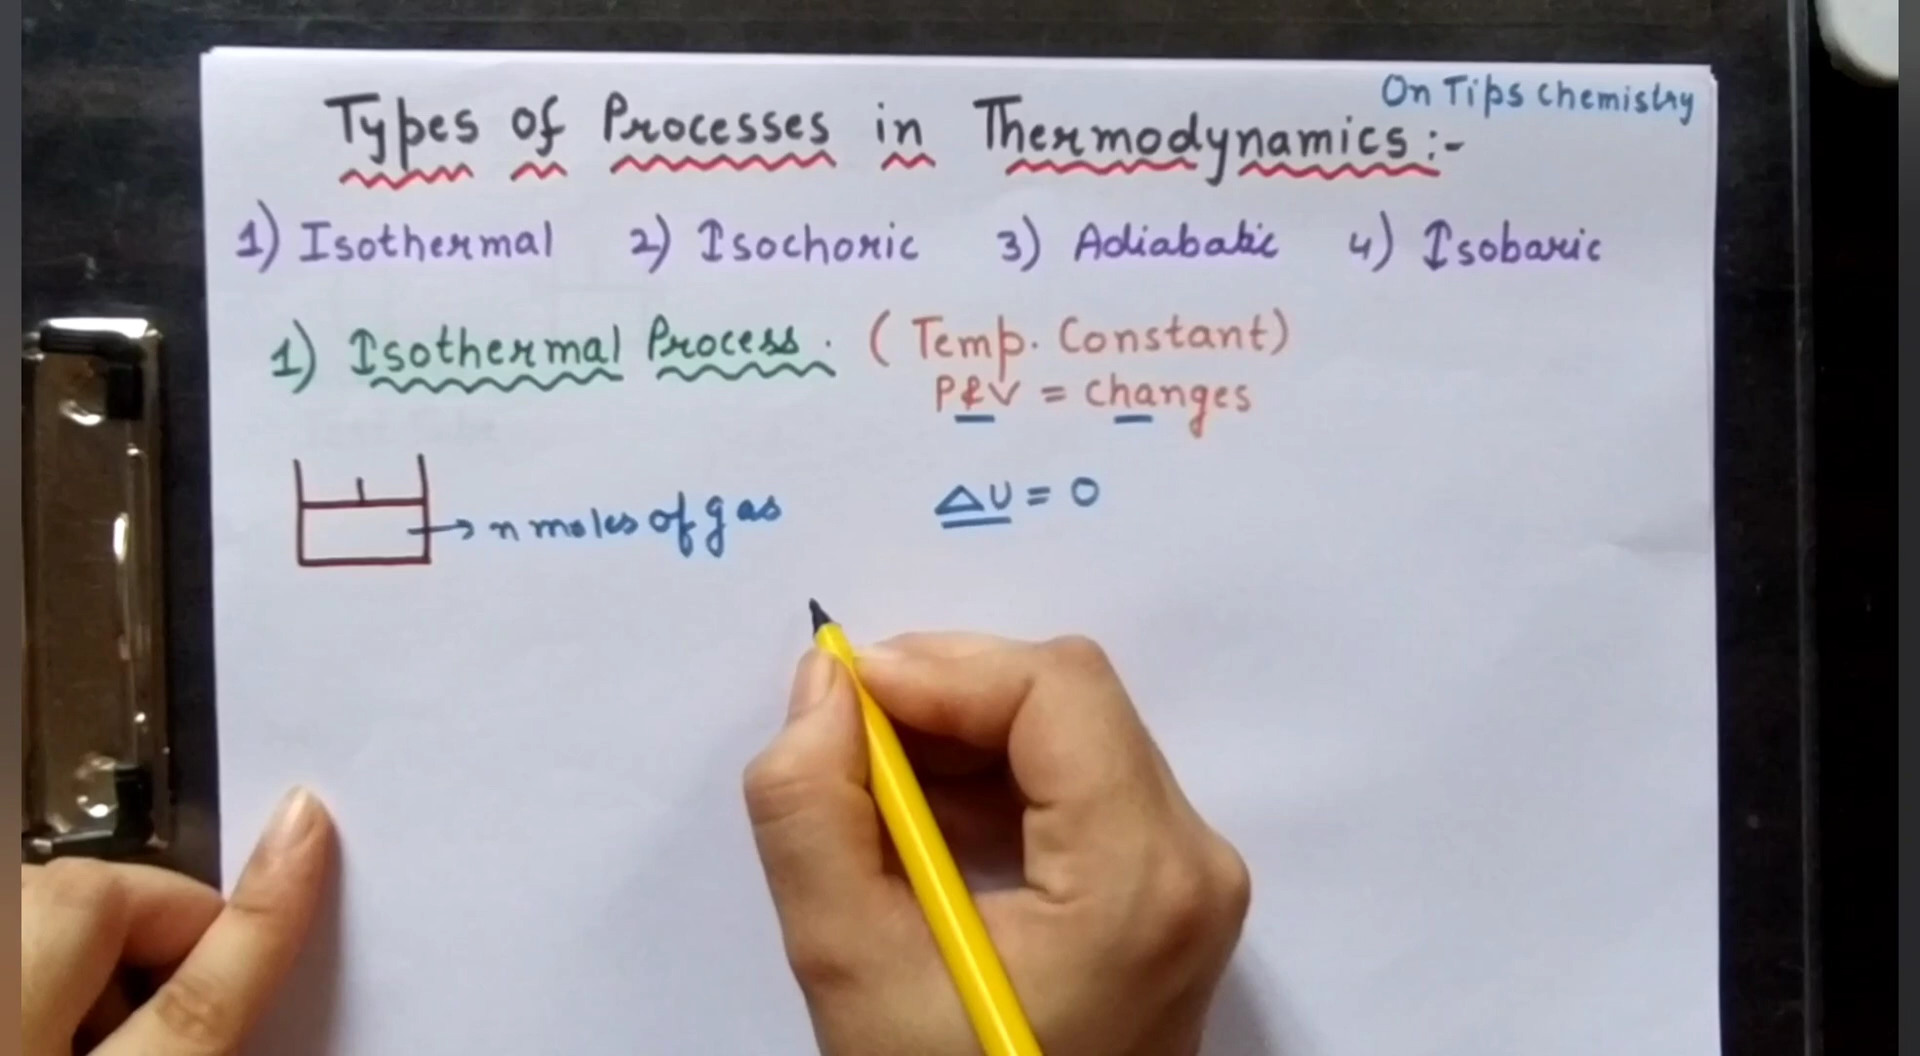 On Tips chemistry
Types of Processes in Thermodynamics :-
1) Isothermal 2) Isochoric 3) Adiabatic 4) Isobaric
1) Isothermal Process. (Temp. Constant)
P&V = changes
→ n moles of gas
ΔU = 0